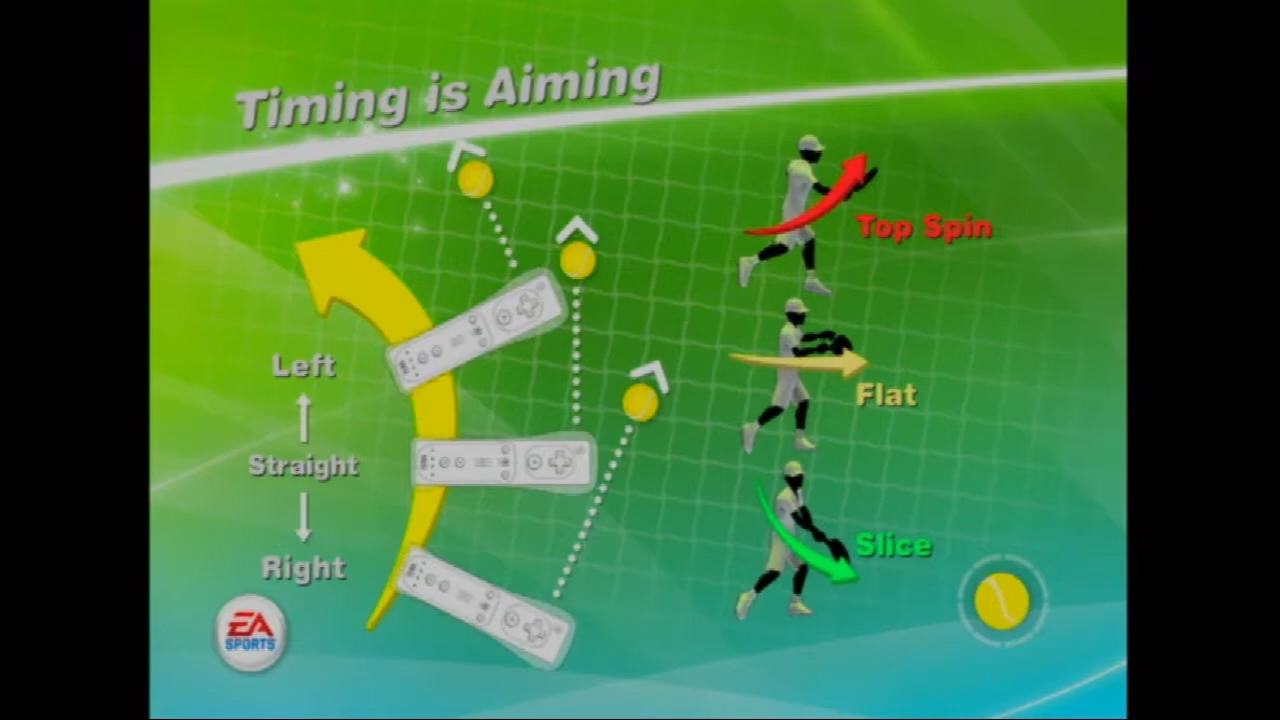 Timing is Aiming
Top Spin
Left
Flat
Straight
Slice
Right
EA
SPORTS